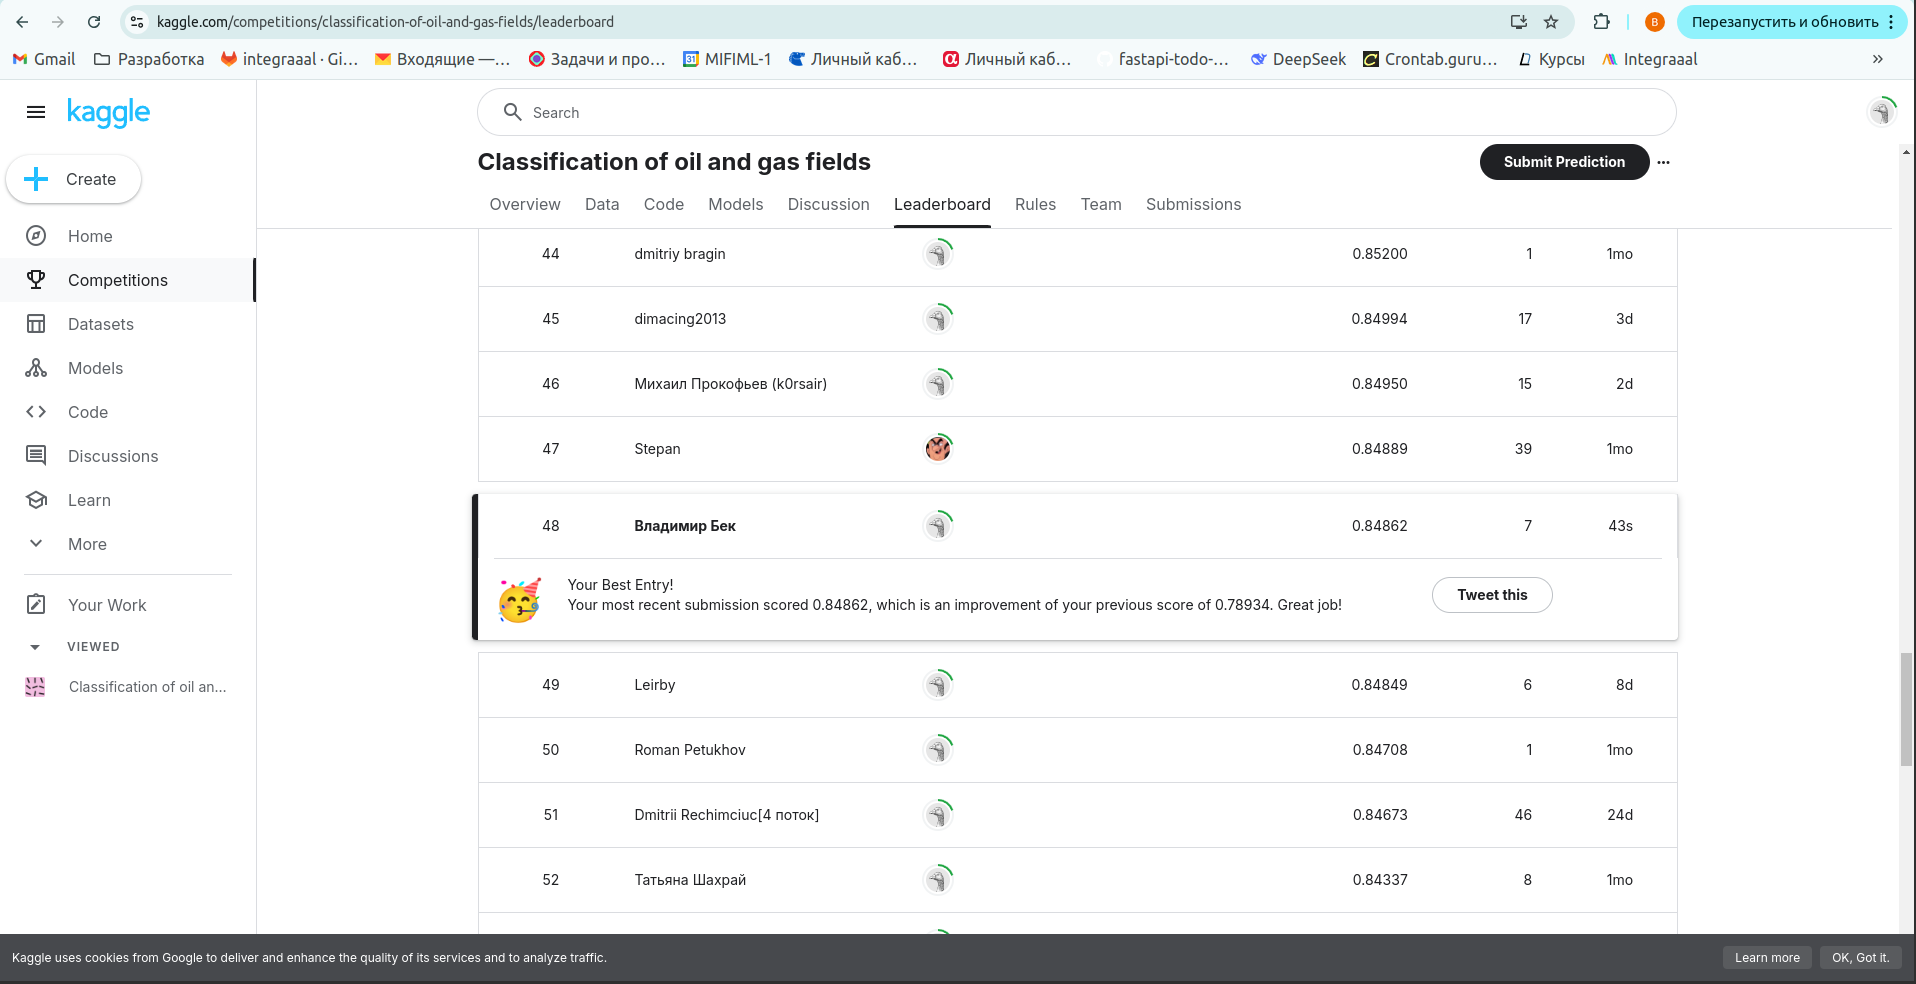 kaggle.com/competitions/classification-of-oil-and-gas-fields/leaderboard
B
Перезапустить и обновить
Gmail
Разработка
integraaal · Gi...
Входящие —...
Задачи и про...
MIFIML-1
Личный каб...
Личный каб...
fastapi-todo-...
DeepSeek
Crontab.guru...
Курсы
Integraaal
»
kaggle
Search
Create
Home
Competitions
Datasets
Models
Code
Discussions
Learn
More
Your Work
VIEWED
Classification of oil an...
Classification of oil and gas fields
Submit Prediction
Overview Data Code Models Discussion Leaderboard Rules Team Submissions
44 dmitriy bragin 0.85200 1 1mo
45 dimacing2013 0.84994 17 3d
46 Михаил Прокофьев (k0rsair) 0.84950 15 2d
47 Stepan 0.84889 39 1mo
48 Владимир Бек 0.84862 7 43s
Your Best Entry!
Your most recent submission scored 0.84862, which is an improvement of your previous score of 0.78934. Great job!
Tweet this
49 Leirby 0.84849 6 8d
50 Roman Petukhov 0.84708 1 1mo
51 Dmitrii Rechimciuc[4 поток] 0.84673 46 24d
52 Татьяна Шахрай 0.84337 8 1mo
Kaggle uses cookies from Google to deliver and enhance the quality of its services and to analyze traffic.
Learn more
OK, Got it.